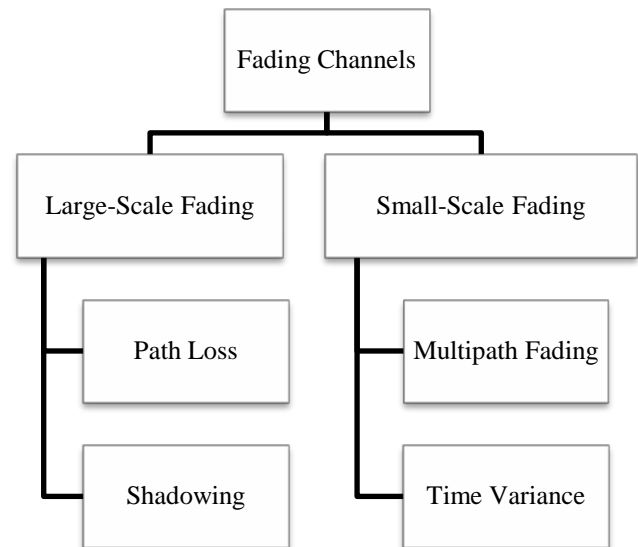 Fading Channels
Large-Scale Fading
Small-Scale Fading
Path Loss
Multipath Fading
Shadowing
Time Variance